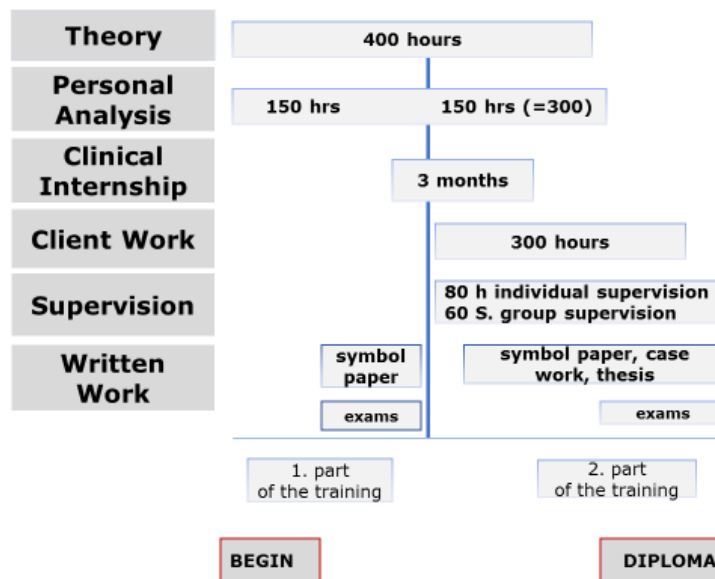 Theory
400 hours
Personal
Analysis
150 hrs
150 hrs (=300)
Clinical
Internship
3 months
Client Work
300 hours
Supervision
80 h individual supervision
60 S. group supervision
Written
Work
symbol
paper
symbol paper, case
work, thesis
exams
exams
1. part
of the training
2. part
of the training
BEGIN
DIPLOMA